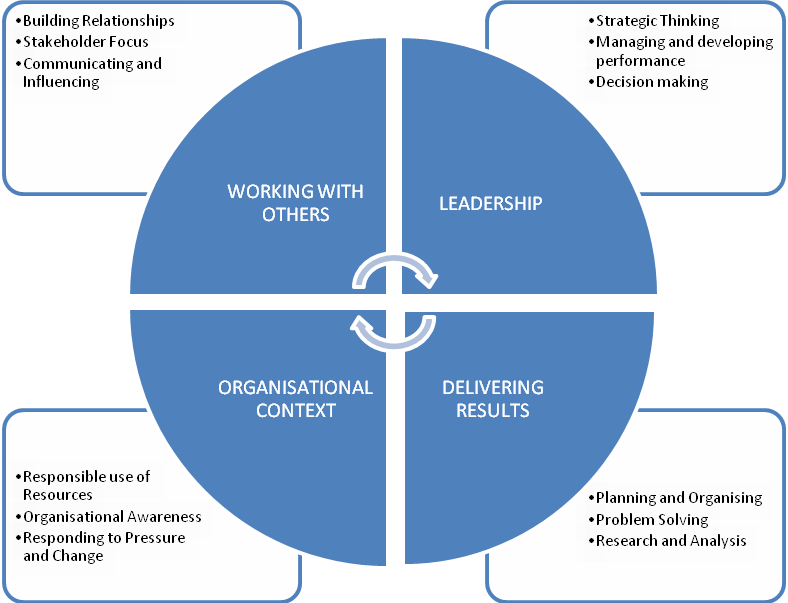 •Building Relationships
•Stakeholder Focus
•Communicating and
Influencing
•Strategic Thinking
•Managing and developing
performance
•Decision making
WORKING WITH
OTHERS
LEADERSHIP
ORGANISATIONAL
CONTEXT
DELIVERING
RESULTS
•Responsible use of
Resources
•Organisational Awareness
•Responding to Pressure
and Change
•Planning and Organising
•Problem Solving
•Research and Analysis